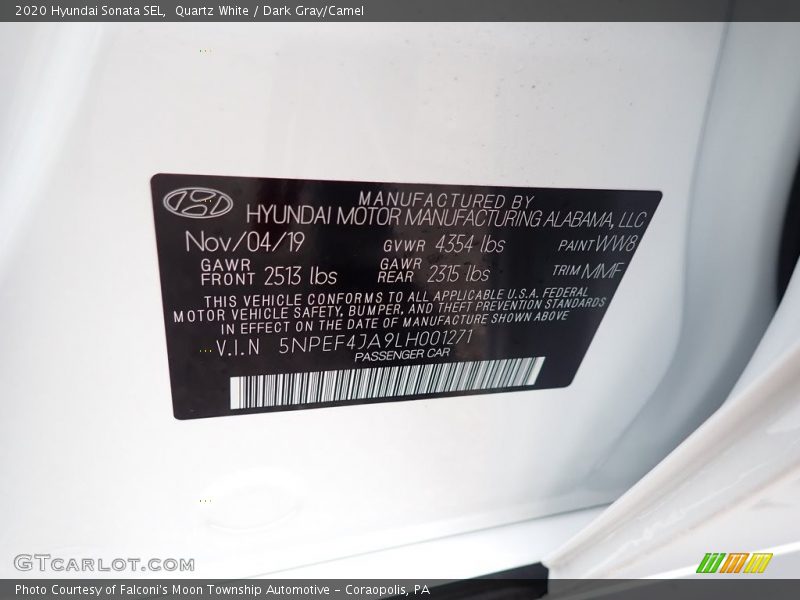 2020 Hyundai Sonata SEL,  Quartz White / Dark Gray/Camel
MANUFACTURED BY
HYUNDAI MOTOR MANUFACTURING ALABAMA, LLC
Nov/04/19 GVWR 4354 lbs PAINT WW8
GAWR FRONT 2513 lbs GAWR REAR 2315 lbs TRIM MMF
THIS VEHICLE CONFORMS TO ALL APPLICABLE U.S.A. FEDERAL
MOTOR VEHICLE SAFETY, BUMPER, AND THEFT PREVENTION STANDARDS
IN EFFECT ON THE DATE OF MANUFACTURE SHOWN ABOVE
V.I.N 5NPEF4JA9LH001271
PASSENGER CAR
GTCARLOT.COM
Photo Courtesy of Falconi's Moon Township Automotive - Coraopolis, PA